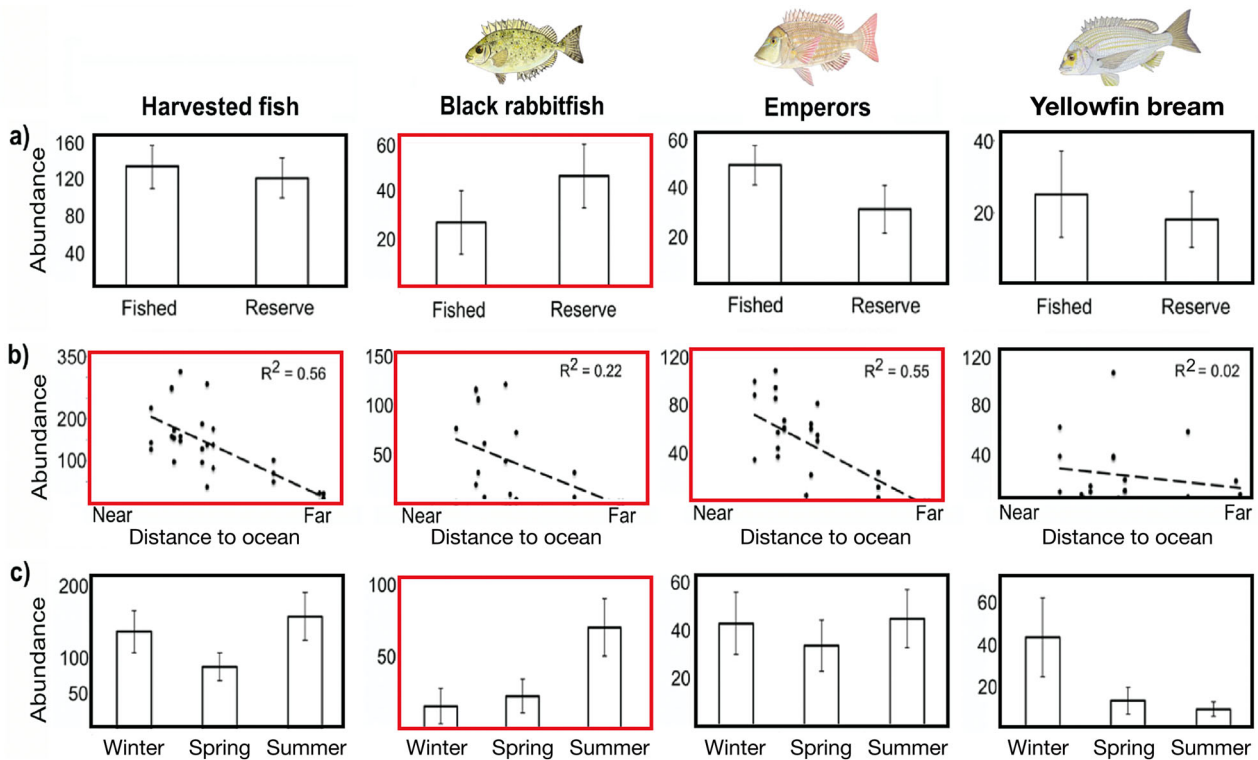 Harvested fish Black rabbitfish Emperors Yellowfin bream
a)
Abundance
160
120
80
40
Fished Reserve
60
40
20
Fished Reserve
60
40
20
Fished Reserve
40
20
Fished Reserve
b)
Abundance
350
200
100
R² = 0.56
Near Far
Distance to ocean
150
100
50
R² = 0.22
Near Far
Distance to ocean
120
80
40
R² = 0.55
Near Far
Distance to ocean
120
80
40
R² = 0.02
Near Far
Distance to ocean
c)
Abundance
200
100
50
Winter Spring Summer
100
50
Winter Spring Summer
60
40
20
Winter Spring Summer
60
40
20
Winter Spring Summer